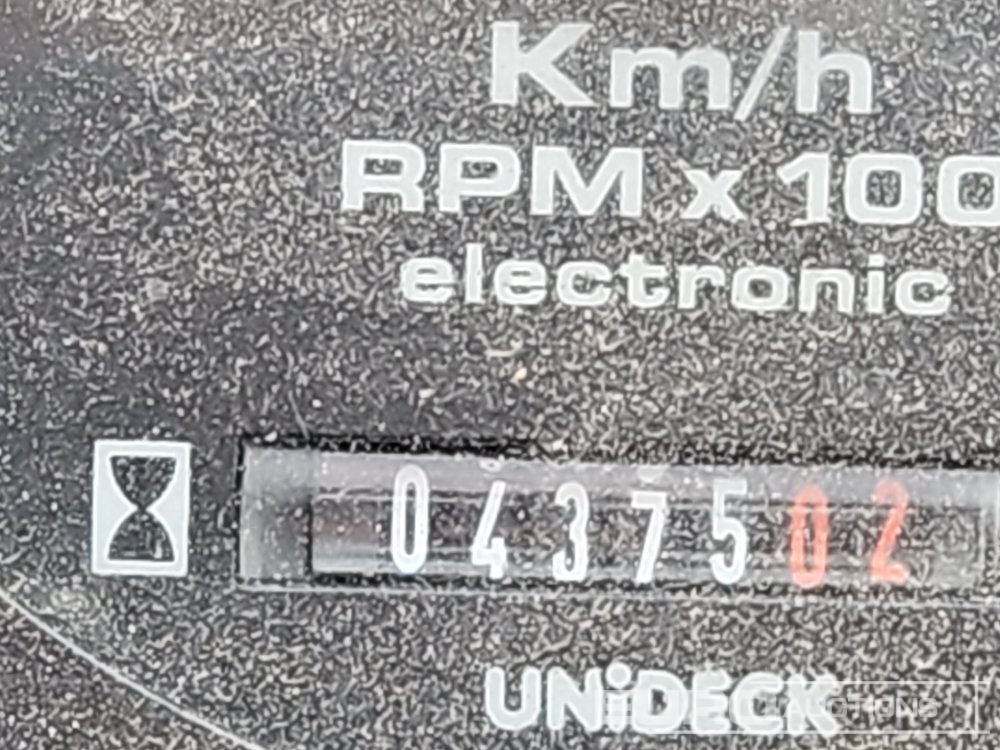 Km/h
RPM x 100
electronic
0437502
UNiDECK